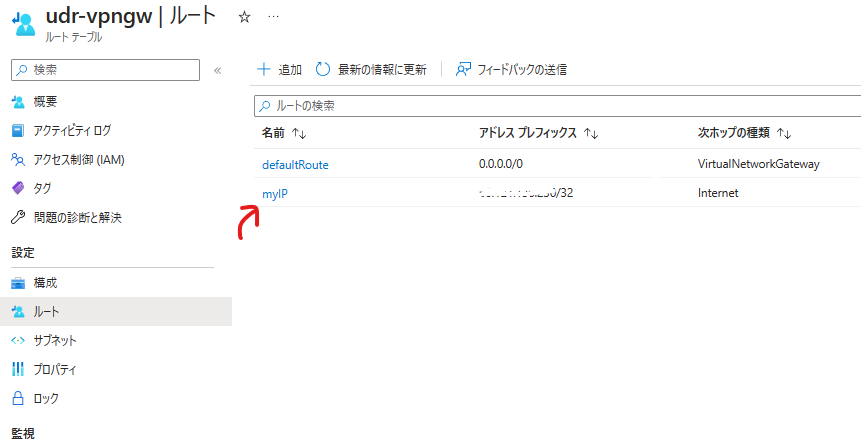 udr-vpngw | ルート
ルート テーブル
検索
概要
アクティビティ ログ
アクセス制御 (IAM)
タグ
問題の診断と解決
設定
構成
ルート
サブネット
プロパティ
ロック
監視
追加 最新の情報に更新 フィードバックの送信
ルートの検索
名前 アドレス プレフィックス 次ホップの種類
defaultRoute 0.0.0.0/0 VirtualNetworkGateway
myIP /32 Internet